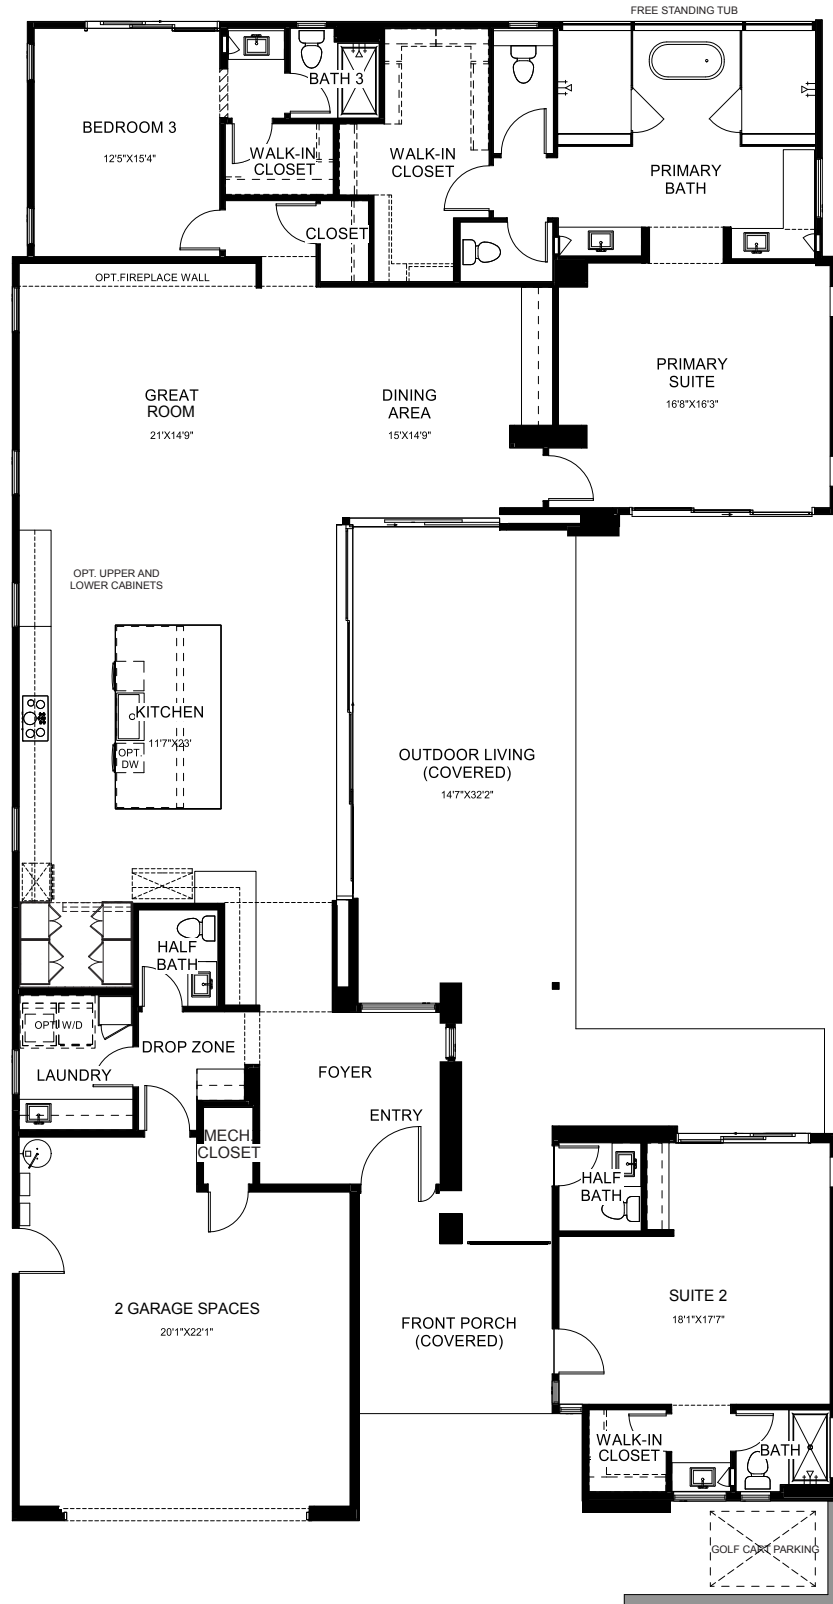 FREE STANDING TUB
BATH 3
BEDROOM 3
12'5"X15'4"
WALK-IN
CLOSET
WALK-IN
CLOSET
PRIMARY
BATH
CLOSET
OPT.FIREPLACE WALL
GREAT
ROOM
21'X14'9"
DINING
AREA
15'X14'9"
PRIMARY
SUITE
16'8"X16'3"
OPT. UPPER AND
LOWER CABINETS
KITCHEN
11'7"X23'
OPT.
DW
OUTDOOR LIVING
(COVERED)
14'7"X32'2"
HALF
BATH
OPT. W/D
DROP ZONE
LAUNDRY
FOYER
ENTRY
MECH.
CLOSET
HALF
BATH
2 GARAGE SPACES
20'1"X22'1"
FRONT PORCH
(COVERED)
SUITE 2
18'1"X17'7"
WALK-IN
CLOSET
BATH
GOLF CART PARKING